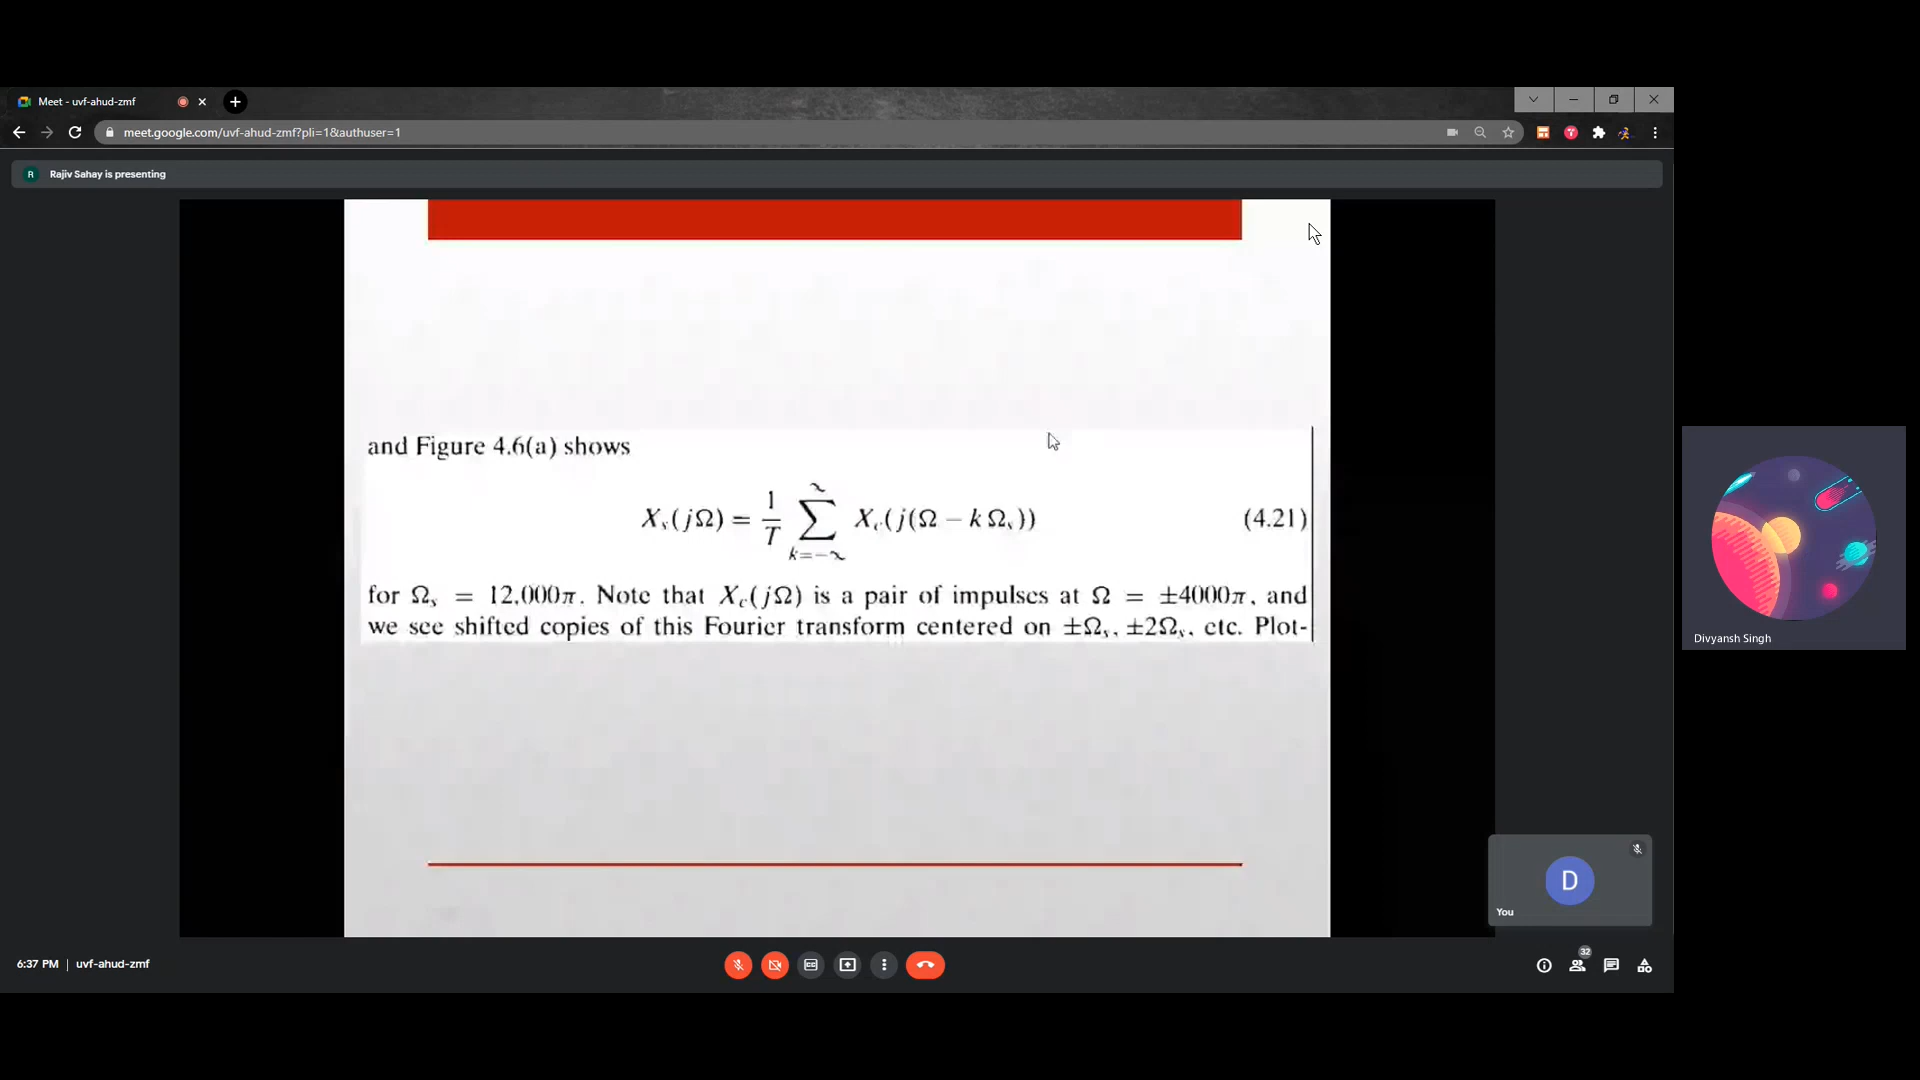 Meet - uvf-ahud-zmf
meet.google.com/uvf-ahud-zmf?pli=1&authuser=1
R Rajiv Sahay is presenting
and Figure 4.6(a) shows
Xₛ(jΩ) = 1/T ∑_{k=-∞}^{∞} X_c(j(Ω − kΩₛ)) (4.21)
for Ωₛ = 12,000π. Note that X_c(jΩ) is a pair of impulses at Ω = ±4000π, and
we see shifted copies of this Fourier transform centered on ±Ωₛ, ±2Ωₛ, etc. Plot-
Divyansh Singh
D
You
6:37 PM | uvf-ahud-zmf
32